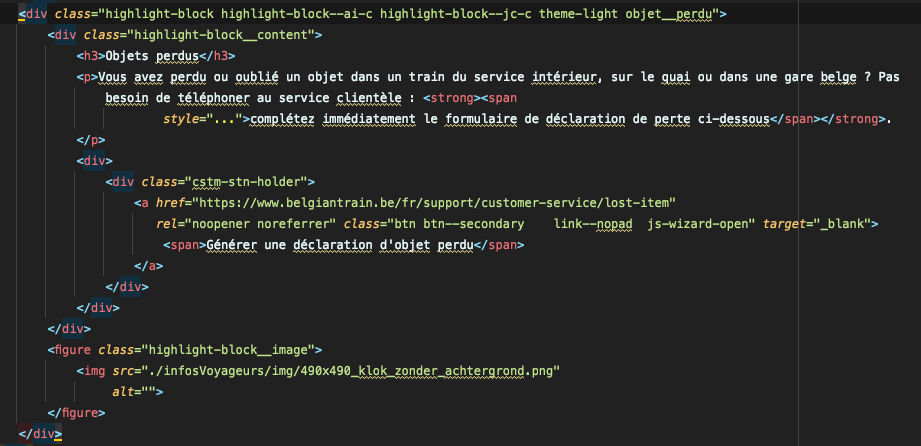 <div class="highlight-block highlight-block--ai-c highlight-block--jc-c theme-light objet__perdu">
<div class="highlight-block__content">
<h3>Objets perdus</h3>
<p>Vous avez perdu ou oublié un objet dans un train du service intérieur, sur le quai ou dans une gare belge ? Pas
besoin de téléphoner au service clientèle : <strong><span
style="...">complétez immédiatement le formulaire de déclaration de perte ci-dessous</span></strong>.
</p>
<div>
<div class="cstm-stn-holder">
<a href="https://www.belgiantrain.be/fr/support/customer-service/lost-item"
rel="noopener noreferrer" class="btn btn--secondary    link--nopad  js-wizard-open" target="_blank">
<span>Générer une déclaration d'objet perdu</span>
</a>
</div>
</div>
</div>
<figure class="highlight-block__image">
<img src="./infosVoyageurs/img/490x490_klok_zonder_achtergrond.png"
alt="">
</figure>
</div>